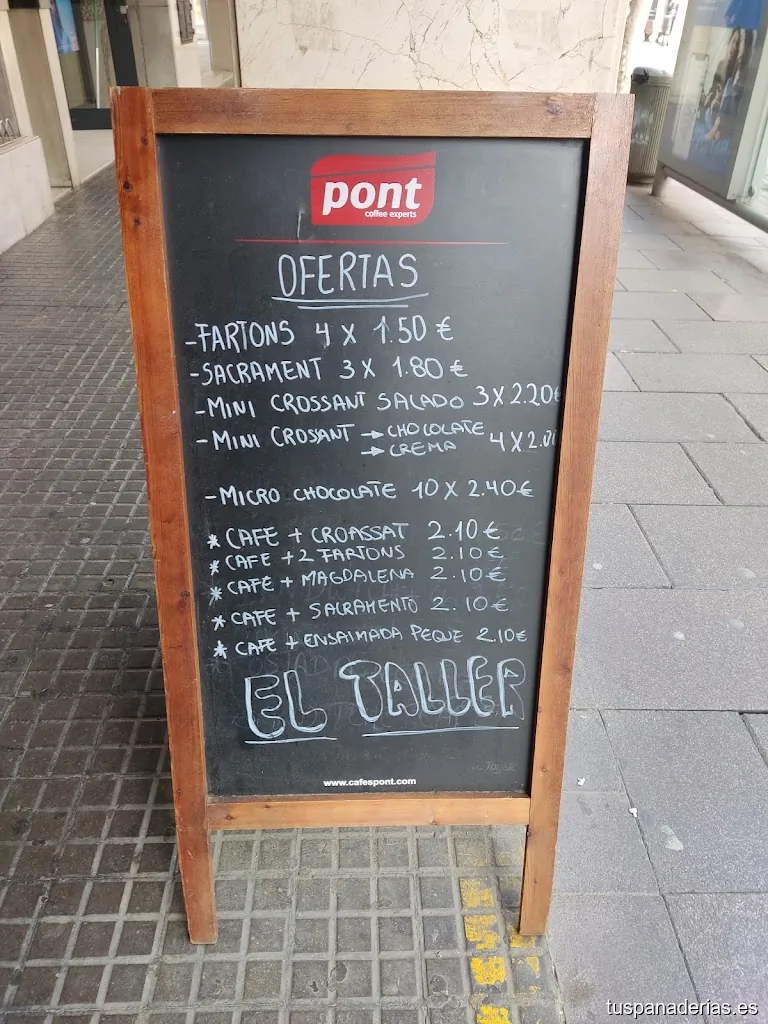 pont
coffee experts
OFERTAS
-FARTONS 4 X 1.50 €
-SACRAMENT 3 X 1.80 €
-MINI CROSSANT SALADO 3 X 2.20€
-MINI CROSANT → CHOCOLATE 4 X 2.0
→ CREMA
-MICRO CHOCOLATE 10 X 2.40€
* CAFE + CROASSAT 2.10 €
* CAFE + 2 FARTONS 2.10€
* CAFE + MAGDALENA 2.10€
* CAFE + SACRAMENTO 2.10€
* CAFE + ENSAIMADA PEQUE 2.10€
EL TALLER
www.cafespont.com
tuspanaderias.es